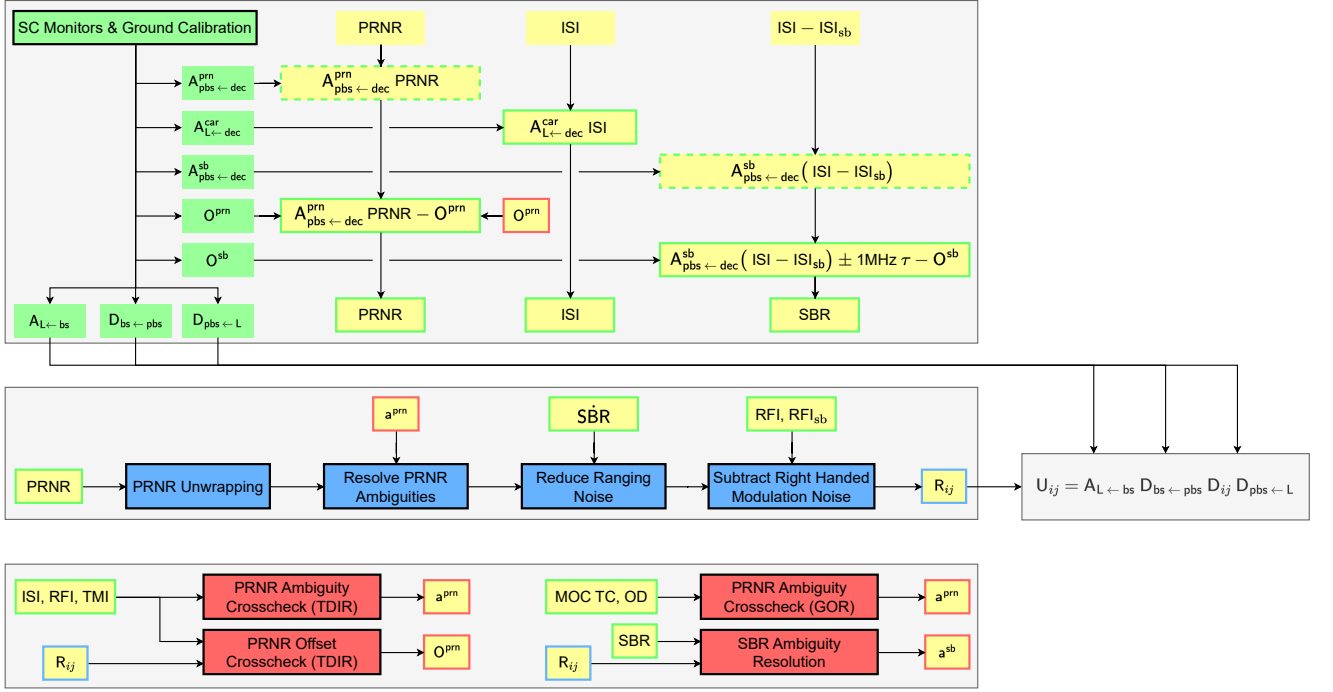 SC Monitors & Ground Calibration
PRNR
ISI
ISI − ISI_sb
A^prn_pbs←dec
A^prn_pbs←dec PRNR
A^car_L←dec
A^car_L←dec ISI
A^sb_pbs←dec
A^sb_pbs←dec ( ISI − ISI_sb)
O^prn
A^prn_pbs←dec PRNR − O^prn
O^prn
O^sb
A^sb_pbs←dec ( ISI − ISI_sb) ± 1MHz τ − O^sb
A_L←bs
D_bs←pbs
D_pbs←L
PRNR
ISI
SBR
a^prn
SḂR
RFI, RFI_sb
PRNR
PRNR Unwrapping
Resolve PRNR
Ambiguities
Reduce Ranging
Noise
Subtract Right Handed
Modulation Noise
R_ij
U_ij = A_L←bs D_bs←pbs D_ij D_pbs←L
ISI, RFI, TMI
PRNR Ambiguity
Crosscheck (TDIR)
a^prn
R_ij
PRNR Offset
Crosscheck (TDIR)
O^prn
MOC TC, OD
PRNR Ambiguity
Crosscheck (GOR)
a^prn
SBR
R_ij
SBR Ambiguity
Resolution
a^sb